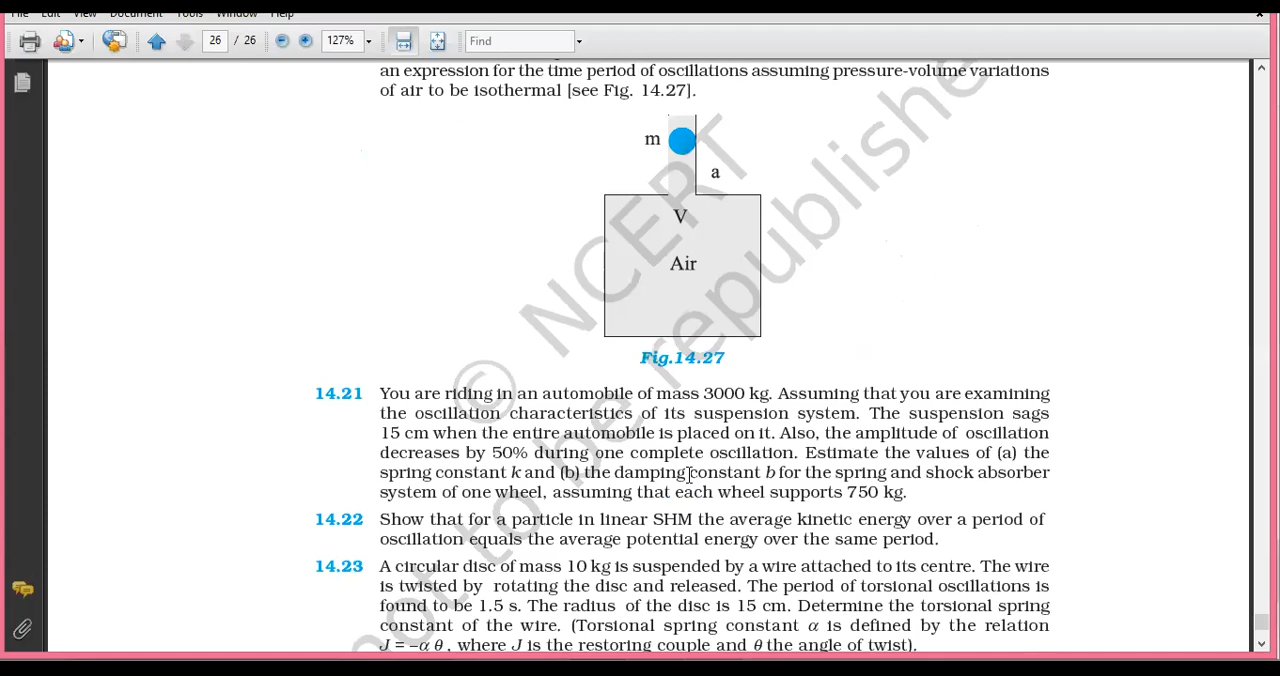 File Edit View Document Tools Window Help
26 / 26 127% Find
an expression for the time period of oscillations assuming pressure-volume variations
of air to be isothermal [see Fig. 14.27].
m
a
V
Air
Fig.14.27
14.21 You are riding in an automobile of mass 3000 kg. Assuming that you are examining
the oscillation characteristics of its suspension system. The suspension sags
15 cm when the entire automobile is placed on it. Also, the amplitude of oscillation
decreases by 50% during one complete oscillation. Estimate the values of (a) the
spring constant k and (b) the damping constant b for the spring and shock absorber
system of one wheel, assuming that each wheel supports 750 kg.
14.22 Show that for a particle in linear SHM the average kinetic energy over a period of
oscillation equals the average potential energy over the same period.
14.23 A circular disc of mass 10 kg is suspended by a wire attached to its centre. The wire
is twisted by rotating the disc and released. The period of torsional oscillations is
found to be 1.5 s. The radius of the disc is 15 cm. Determine the torsional spring
constant of the wire. (Torsional spring constant α is defined by the relation
J = –α θ , where J is the restoring couple and θ the angle of twist).
© NCERT
not to be republishe